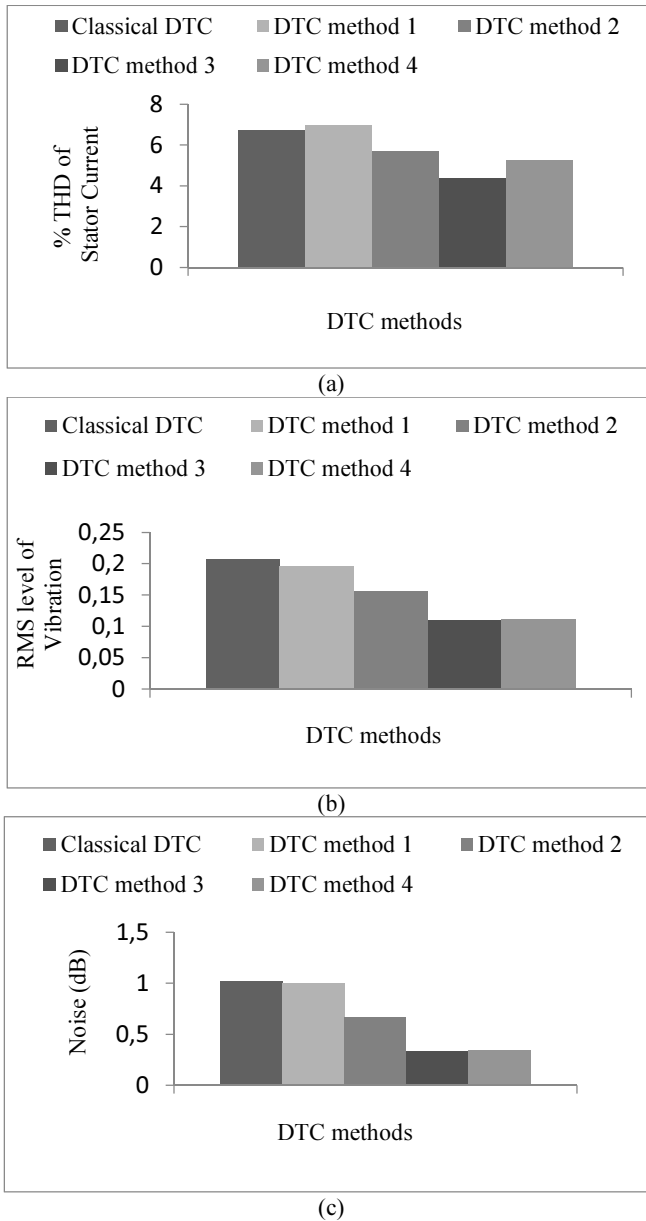 Classical DTC DTC method 1 DTC method 2
DTC method 3 DTC method 4
8
6
4
2
0
% THD of
Stator Current
DTC methods
(a)
Classical DTC DTC method 1 DTC method 2
DTC method 3 DTC method 4
0,25
0,2
0,15
0,1
0,05
0
RMS level of
Vibration
DTC methods
(b)
Classical DTC DTC method 1 DTC method 2
DTC method 3 DTC method 4
1,5
1
0,5
0
Noise (dB)
DTC methods
(c)